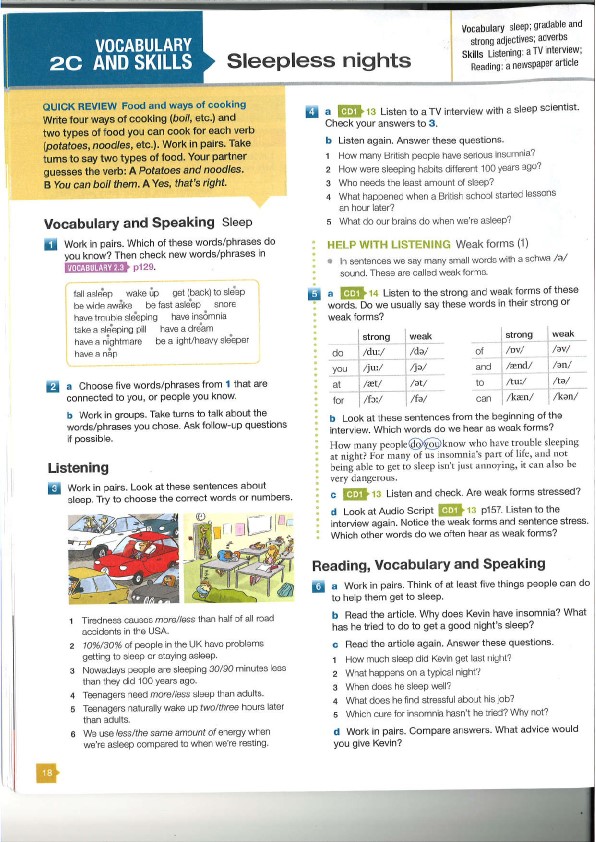 2C VOCABULARY
AND SKILLS
Sleepless nights
Vocabulary sleep; gradable and
strong adjectives; adverbs
Skills Listening: a TV interview;
Reading: a newspaper article
QUICK REVIEW Food and ways of cooking
Write four ways of cooking (boil, etc.) and
two types of food you can cook for each verb
(potatoes, noodles, etc.). Work in pairs. Take
turns to say two types of food. Your partner
guesses the verb: A Potatoes and noodles.
B You can boil them. A Yes, that's right.
Vocabulary and Speaking Sleep
1 Work in pairs. Which of these words/phrases do
you know? Then check new words/phrases in
VOCABULARY 2.3 p129.
fall asleep wake up get (back) to sleep
be wide awake be fast asleep snore
have trouble sleeping have insomnia
take a sleeping pill have a dream
have a nightmare be a light/heavy sleeper
have a nap
2 a Choose five words/phrases from 1 that are
connected to you, or people you know.
b Work in groups. Take turns to talk about the
words/phrases you chose. Ask follow-up questions
if possible.
Listening
3 Work in pairs. Look at these sentences about
sleep. Try to choose the correct words or numbers.
1 Tiredness causes more/less than half of all road
accidents in the USA.
2 10%/30% of people in the UK have problems
getting to sleep or staying asleep.
3 Nowadays people are sleeping 30/90 minutes less
than they did 100 years ago.
4 Teenagers need more/less sleep than adults.
5 Teenagers naturally wake up two/three hours later
than adults.
6 We use less/the same amount of energy when
we're asleep compared to when we're resting.
18
4 a CD1 13 Listen to a TV interview with a sleep scientist.
Check your answers to 3.
b Listen again. Answer these questions.
1 How many British people have serious insomnia?
2 How were sleeping habits different 100 years ago?
3 Who needs the least amount of sleep?
4 What happened when a British school started lessons
an hour later?
5 What do our brains do when we're asleep?
HELP WITH LISTENING Weak forms (1)
• In sentences we say many small words with a schwa /ə/
sound. These are called weak forms.
5 a CD1 14 Listen to the strong and weak forms of these
words. Do we usually say these words in their strong or
weak forms?
strong weak strong weak
do /duː/ /də/ of /ɒv/ /əv/
you /juː/ /jə/ and /ænd/ /ən/
at /æt/ /ət/ to /tuː/ /tə/
for /fɔː/ /fə/ can /kæn/ /kən/
b Look at these sentences from the beginning of the
interview. Which words do we hear as weak forms?
How many people do you know who have trouble sleeping
at night? For many of us insomnia's part of life, and not
being able to get to sleep isn't just annoying, it can also be
very dangerous.
c CD1 13 Listen and check. Are weak forms stressed?
d Look at Audio Script CD1 13 p157. Listen to the
interview again. Notice the weak forms and sentence stress.
Which other words do we often hear as weak forms?
Reading, Vocabulary and Speaking
6 a Work in pairs. Think of at least five things people can do
to help them get to sleep.
b Read the article. Why does Kevin have insomnia? What
has he tried to do to get a good night's sleep?
c Read the article again. Answer these questions.
1 How much sleep did Kevin get last night?
2 What happens on a typical night?
3 When does he sleep well?
4 What does he find stressful about his job?
5 Which cure for insomnia hasn't he tried? Why not?
d Work in pairs. Compare answers. What advice would
you give Kevin?